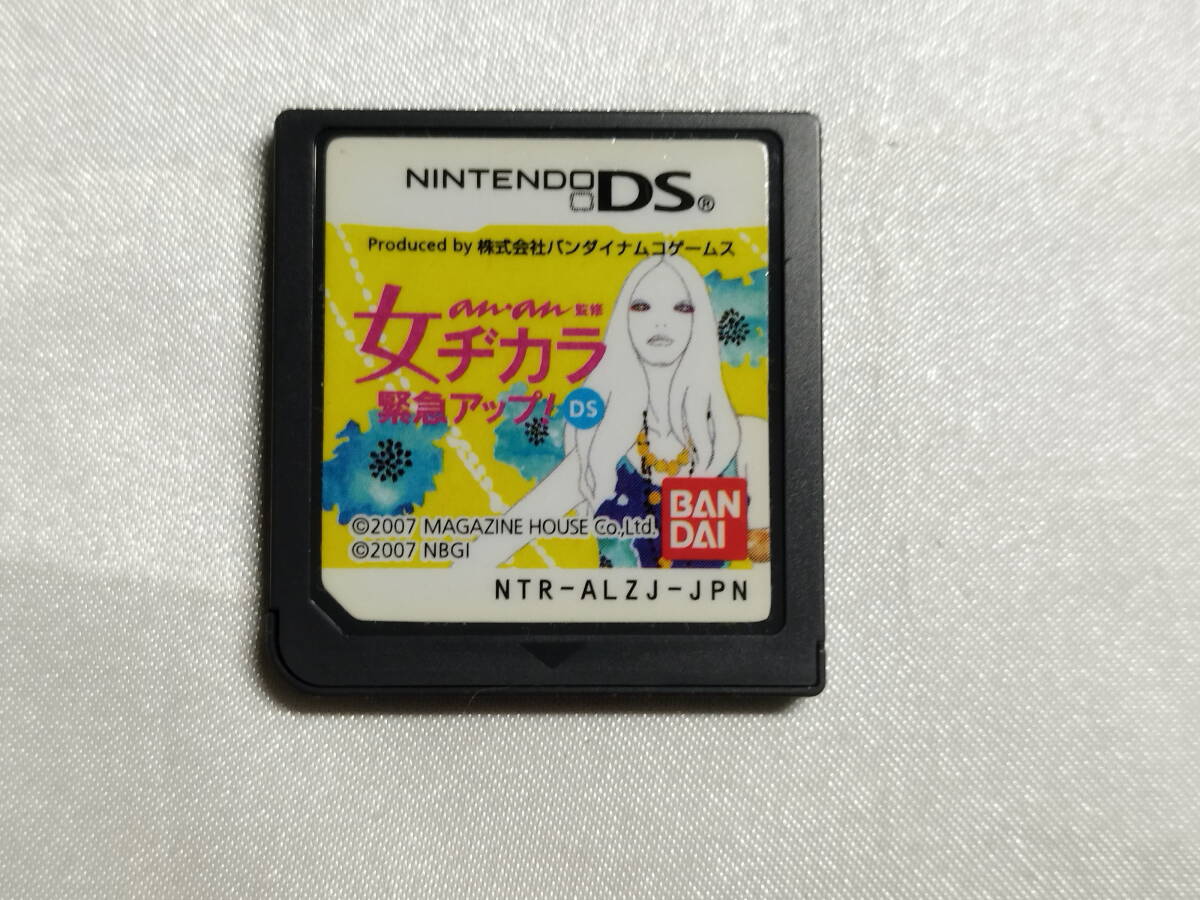 NINTENDO DS®
Produced by 株式会社バンダイナムコゲームス
an・an 監修
女ヂカラ
緊急アップ! DS
©2007 MAGAZINE HOUSE Co.,Ltd.
©2007 NBGI
BAN
DAI
NTR-ALZJ-JPN